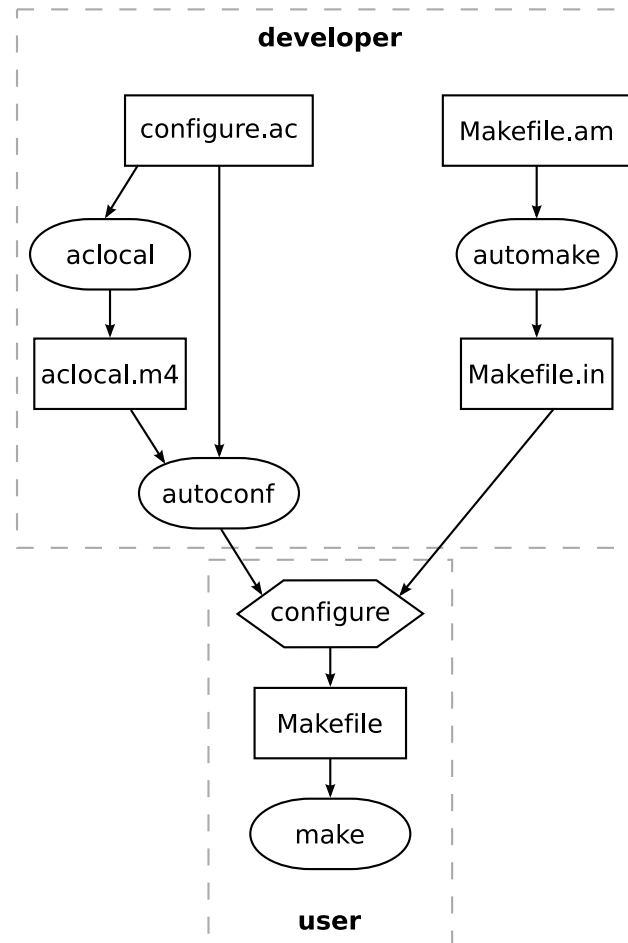 developer
configure.ac
Makefile.am
aclocal
automake
aclocal.m4
Makefile.in
autoconf
configure
Makefile
make
user